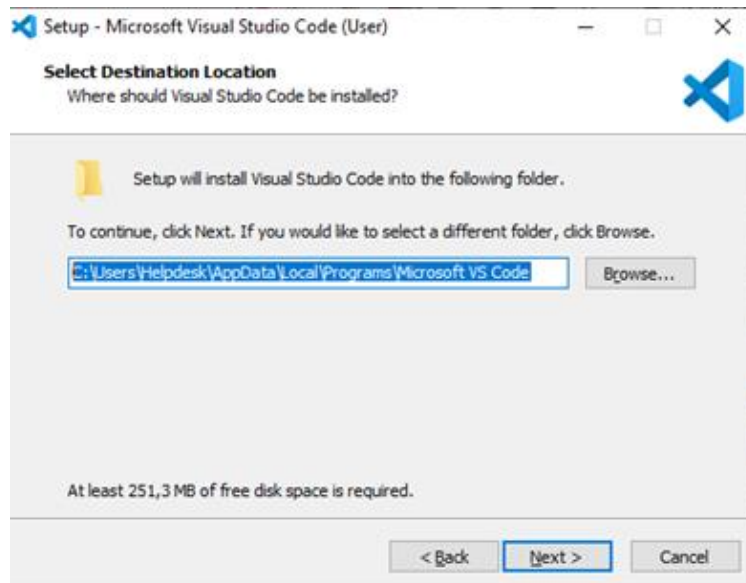 Setup - Microsoft Visual Studio Code (User)
Select Destination Location
Where should Visual Studio Code be installed?
Setup will install Visual Studio Code into the following folder.
To continue, click Next. If you would like to select a different folder, click Browse.
C:\Users\Helpdesk\AppData\Local\Programs\Microsoft VS Code
Browse...
At least 251,3 MB of free disk space is required.
< Back
Next >
Cancel